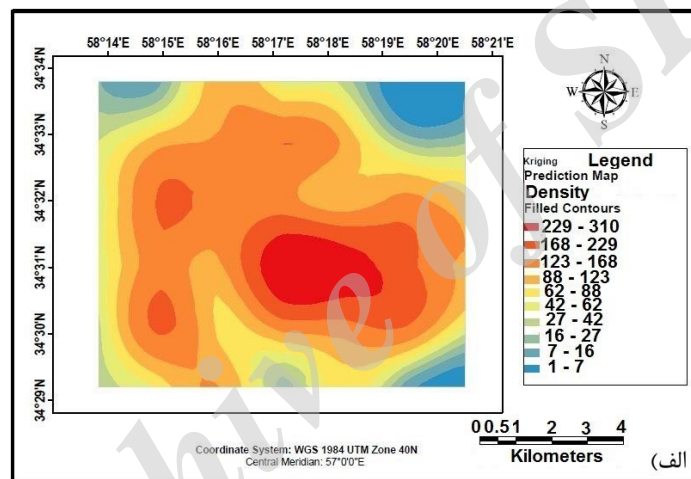 58°14'E 58°15'E 58°16'E 58°17'E 58°18'E 58°19'E 58°20'E 58°21'E
34°34'N
34°33'N
34°32'N
34°31'N
34°30'N
34°29'N
N
W E
S
Kriging Legend
Prediction Map
Density
Filled Contours
229 - 310
168 - 229
123 - 168
88 - 123
62 - 88
42 - 62
27 - 42
16 - 27
7 - 16
1 - 7
0 0.5 1 2 3 4
Kilometers
Coordinate System: WGS 1984 UTM Zone 40N
Central Meridian: 57°0'0"E
الف)
hive of SI